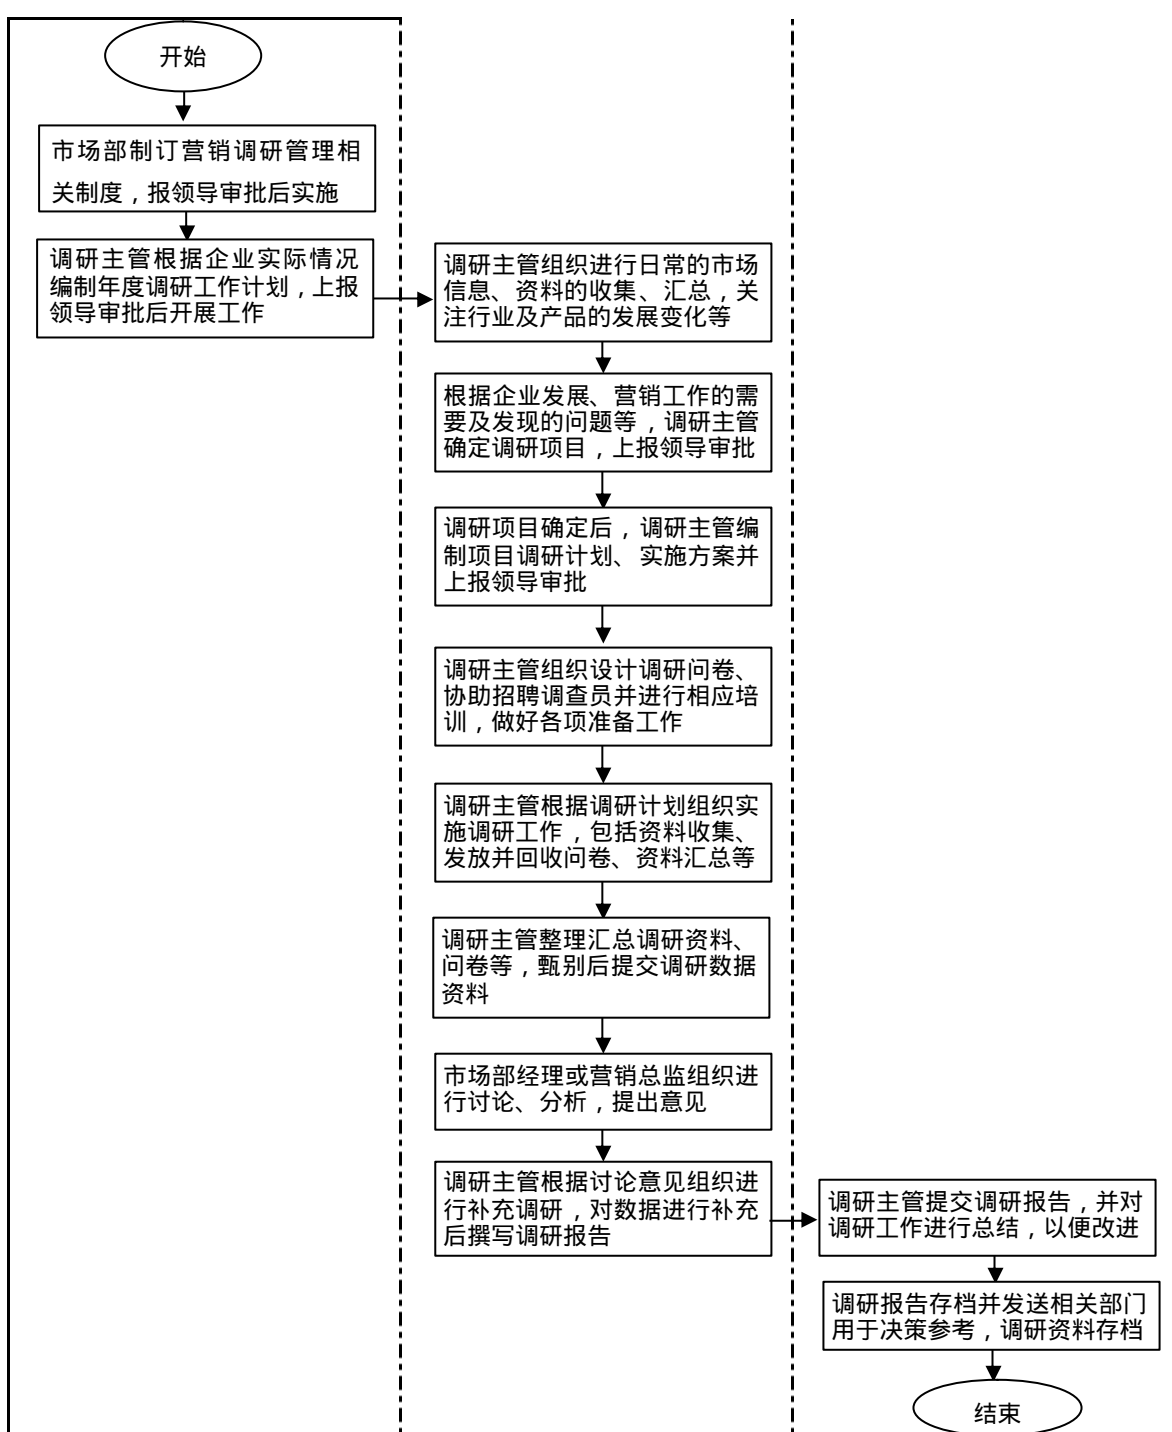 开始
市场部制订营销调研管理相
关制度，报领导审批后实施
调研主管根据企业实际情况
编制年度调研工作计划，上报
领导审批后开展工作
调研主管组织进行日常的市场
信息、资料的收集、汇总，关
注行业及产品的发展变化等
根据企业发展、营销工作的需
要及发现的问题等，调研主管
确定调研项目，上报领导审批
调研项目确定后，调研主管编
制项目调研计划、实施方案并
上报领导审批
调研主管组织设计调研问卷、
协助招聘调查员并进行相应培
训，做好各项准备工作
调研主管根据调研计划组织实
施调研工作，包括资料收集、
发放并回收问卷、资料汇总等
调研主管整理汇总调研资料、
问卷等，甄别后提交调研数据
资料
市场部经理或营销总监组织进
行讨论、分析，提出意见
调研主管根据讨论意见组织进
行补充调研，对数据进行补充
后撰写调研报告
调研主管提交调研报告，并对
调研工作进行总结，以便改进
调研报告存档并发送相关部门
用于决策参考，调研资料存档
结束